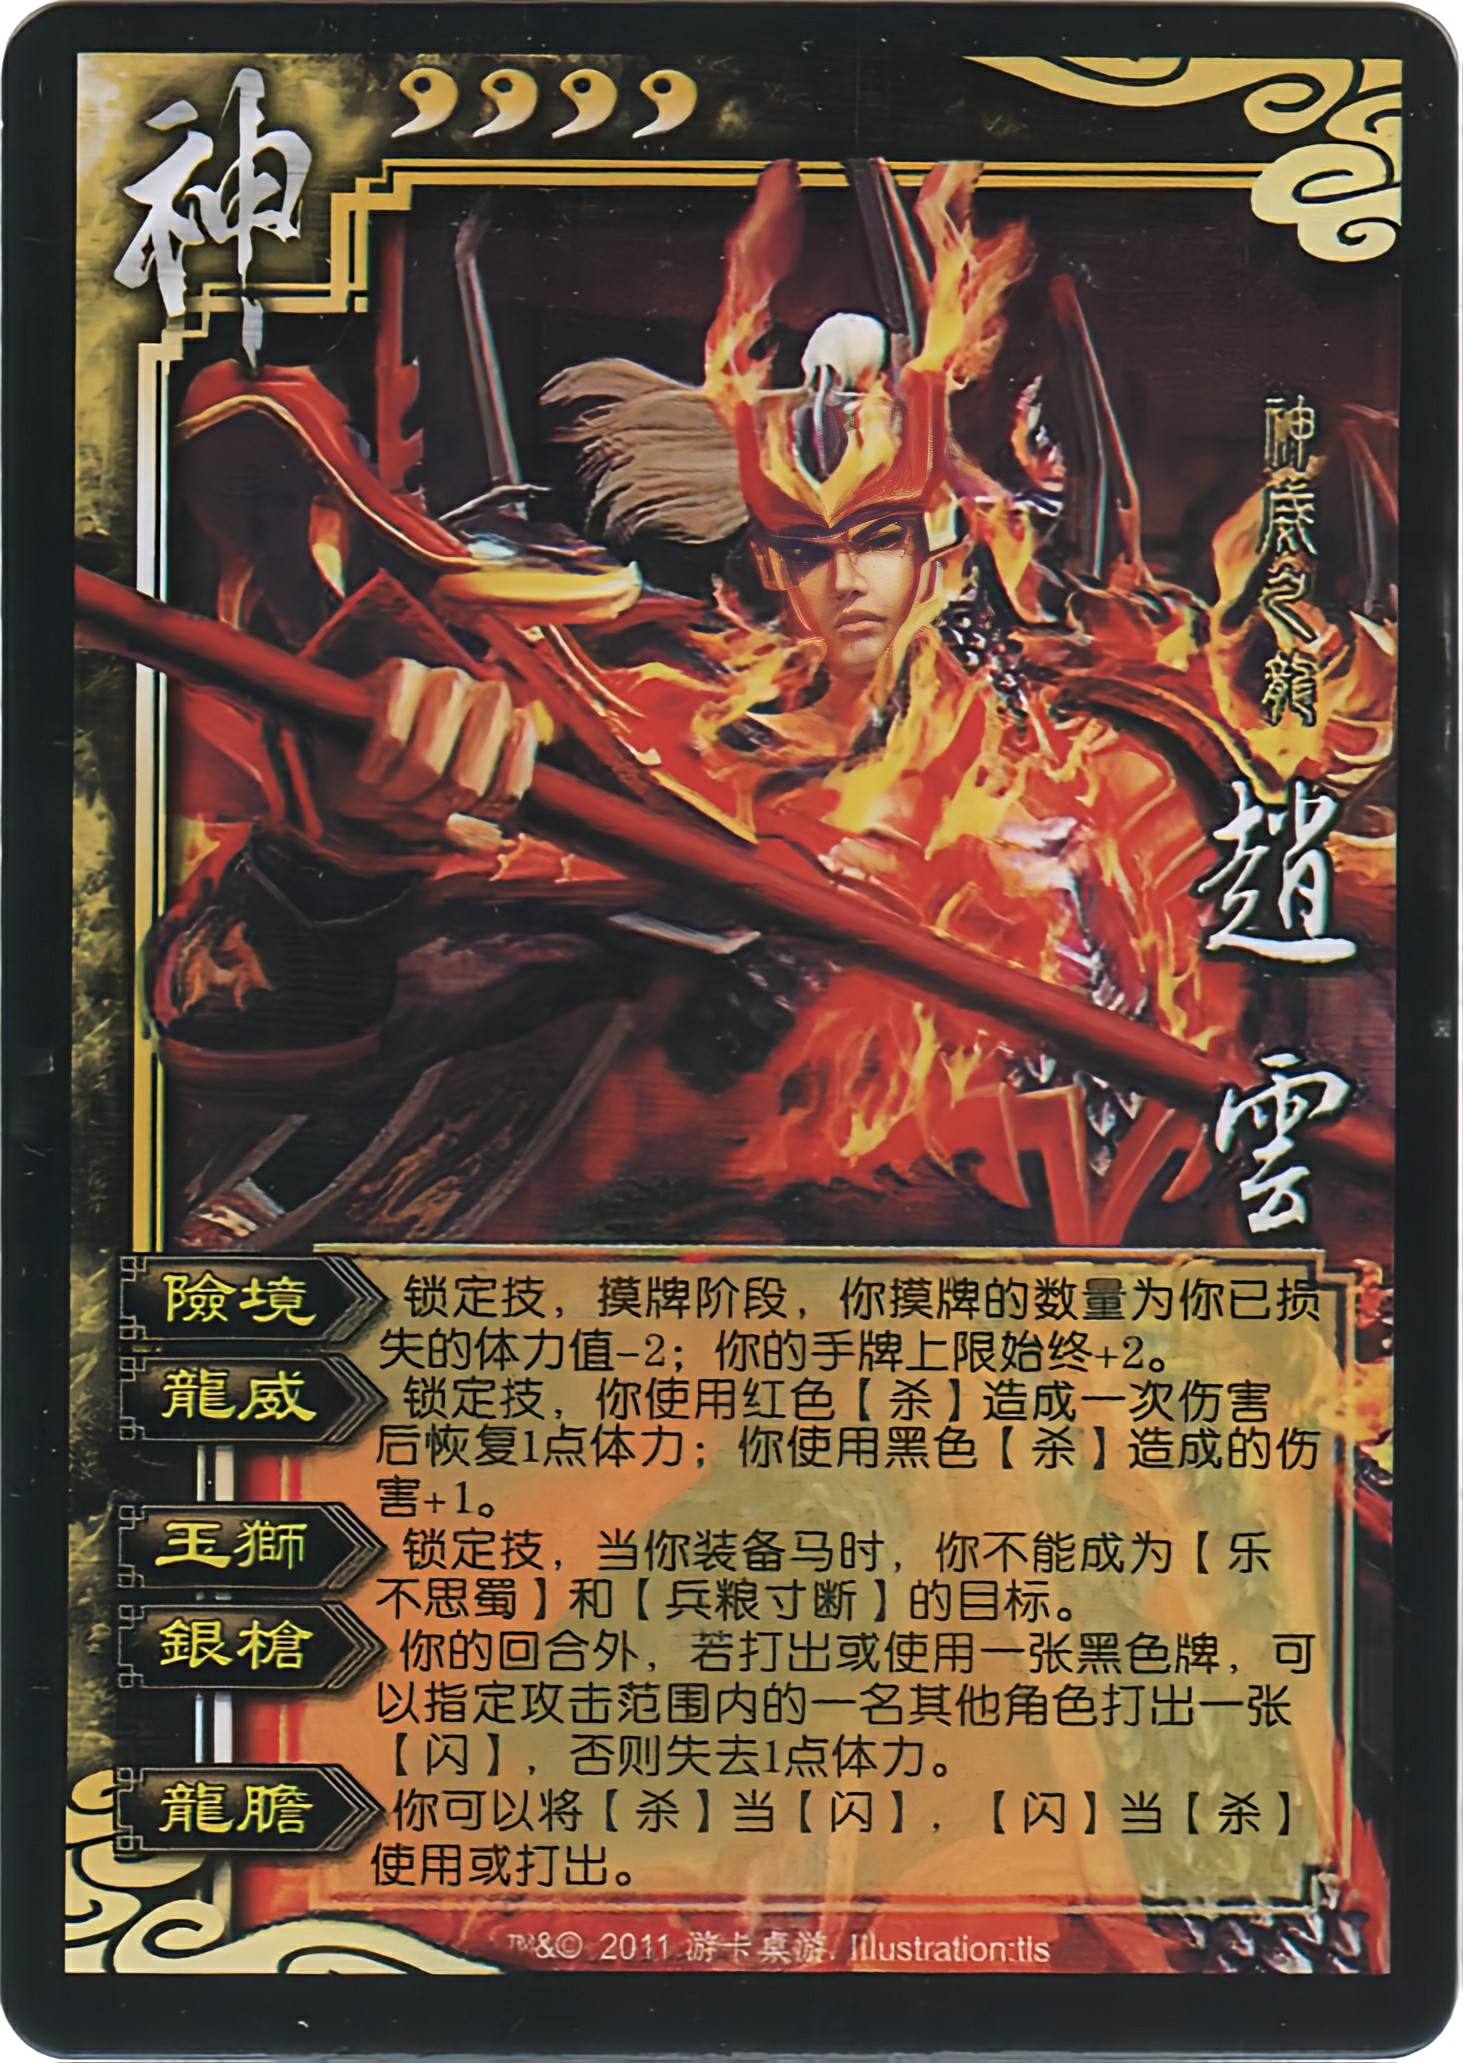 神
神威之龍
趙雲
險境
锁定技，摸牌阶段，你摸牌的数量为你已损
失的体力值-2；你的手牌上限始终+2。
龍威
锁定技，你使用红色【杀】造成一次伤害
后恢复1点体力；你使用黑色【杀】造成的伤
害+1。
玉獅
锁定技，当你装备马时，你不能成为【乐
不思蜀】和【兵粮寸断】的目标。
銀槍
你的回合外，若打出或使用一张黑色牌，可
以指定攻击范围内的一名其他角色打出一张
【闪】，否则失去1点体力。
龍膽
你可以将【杀】当【闪】，【闪】当【杀】
使用或打出。
™&© 2011 游卡桌游. Illustration:tls